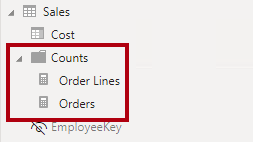 Sales
Cost
Counts
Order Lines
Orders
EmployeeKey